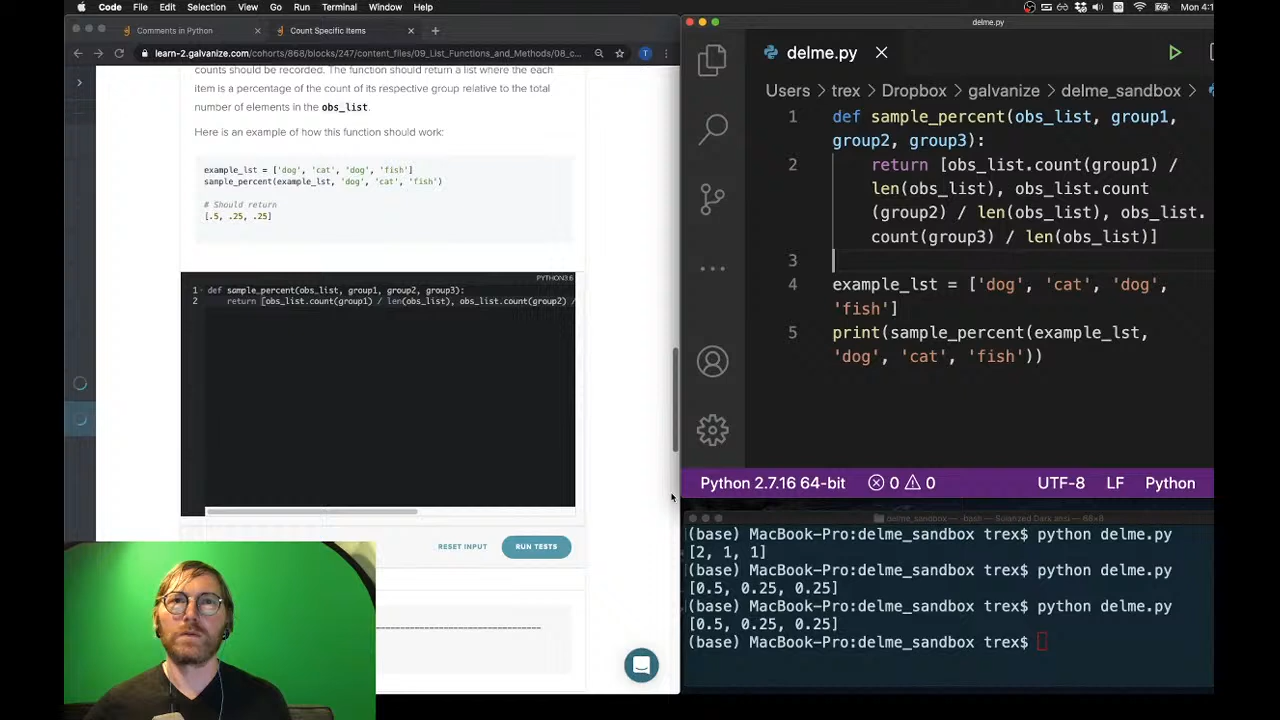 Code File Edit Selection View Go Run Terminal Window Help
Mon 4:1
Comments in Python
Count Specific Items
learn-2.galvanize.com/cohorts/868/blocks/247/content_files/09_List_Functions_and_Methods/08_c...
T
counts should be recorded. The function should return a list where the each
item is a percentage of the count of its respective group relative to the total
number of elements in the obs_list.
Here is an example of how this function should work:
example_lst = ['dog', 'cat', 'dog', 'fish']
sample_percent(example_lst, 'dog', 'cat', 'fish')
# Should return
[.5, .25, .25]
PYTHON3.6
1 def sample_percent(obs_list, group1, group2, group3):
2 return [obs_list.count(group1) / len(obs_list), obs_list.count(group2) /
RESET INPUT
RUN TESTS
delme.py
delme.py
Users trex Dropbox galvanize delme_sandbox
1 def sample_percent(obs_list, group1,
group2, group3):
2 return [obs_list.count(group1) /
len(obs_list), obs_list.count
(group2) / len(obs_list), obs_list.
count(group3) / len(obs_list)]
3
4 example_lst = ['dog', 'cat', 'dog',
'fish']
5 print(sample_percent(example_lst,
'dog', 'cat', 'fish'))
Python 2.7.16 64-bit 0 0 UTF-8 LF Python
delme_sandbox — -bash — Solarized Dark ansi — 68×8
(base) MacBook-Pro:delme_sandbox trex$ python delme.py
[2, 1, 1]
(base) MacBook-Pro:delme_sandbox trex$ python delme.py
[0.5, 0.25, 0.25]
(base) MacBook-Pro:delme_sandbox trex$ python delme.py
[0.5, 0.25, 0.25]
(base) MacBook-Pro:delme_sandbox trex$